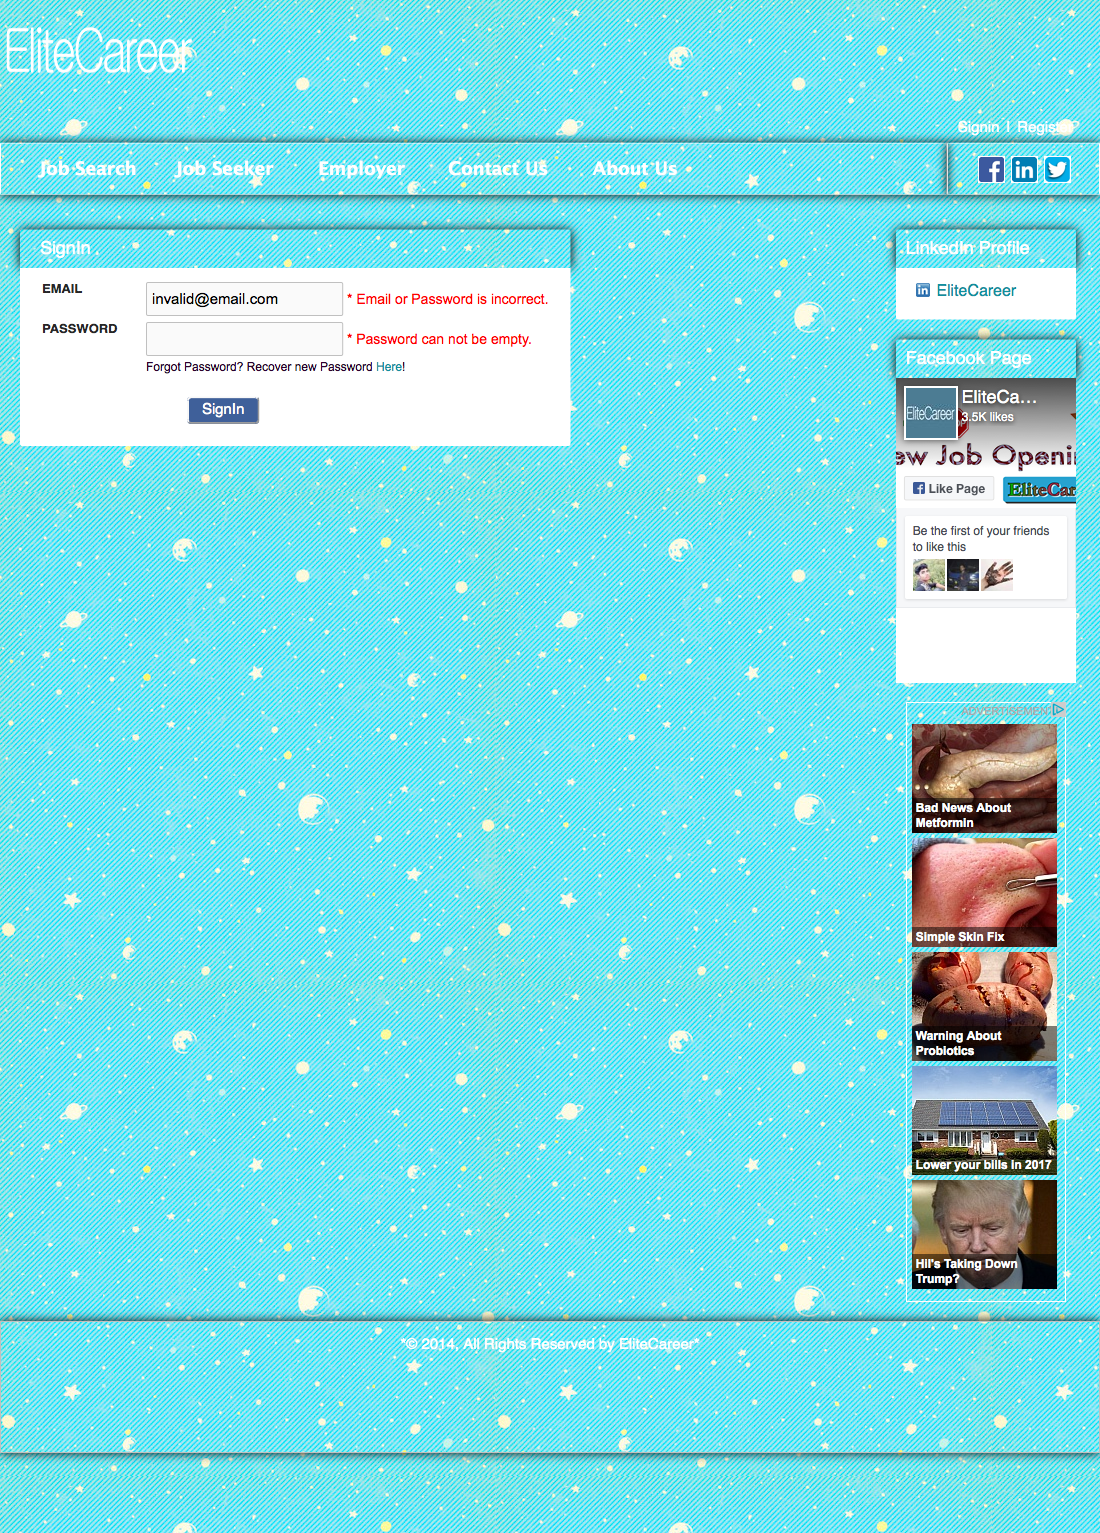 EliteCareer
Signin | Register
Job Search
Job Seeker
Employer
Contact US
About Us
SignIn
EMAIL
invalid@email.com
* Email or Password is incorrect.
PASSWORD
* Password can not be empty.
Forgot Password? Recover new Password Here!
SignIn
LinkedIn Profile
in EliteCareer
Facebook Page
EliteCareer
EliteCa...
3.5K likes
ew Job Openin
Like Page
EliteCar
Be the first of your friends
to like this
ADVERTISEMENT
Bad News About
Metformin
Simple Skin Fix
Warning About
Probiotics
Lower your bills in 2017
Hil's Taking Down
Trump?
*© 2014, All Rights Reserved by EliteCareer*